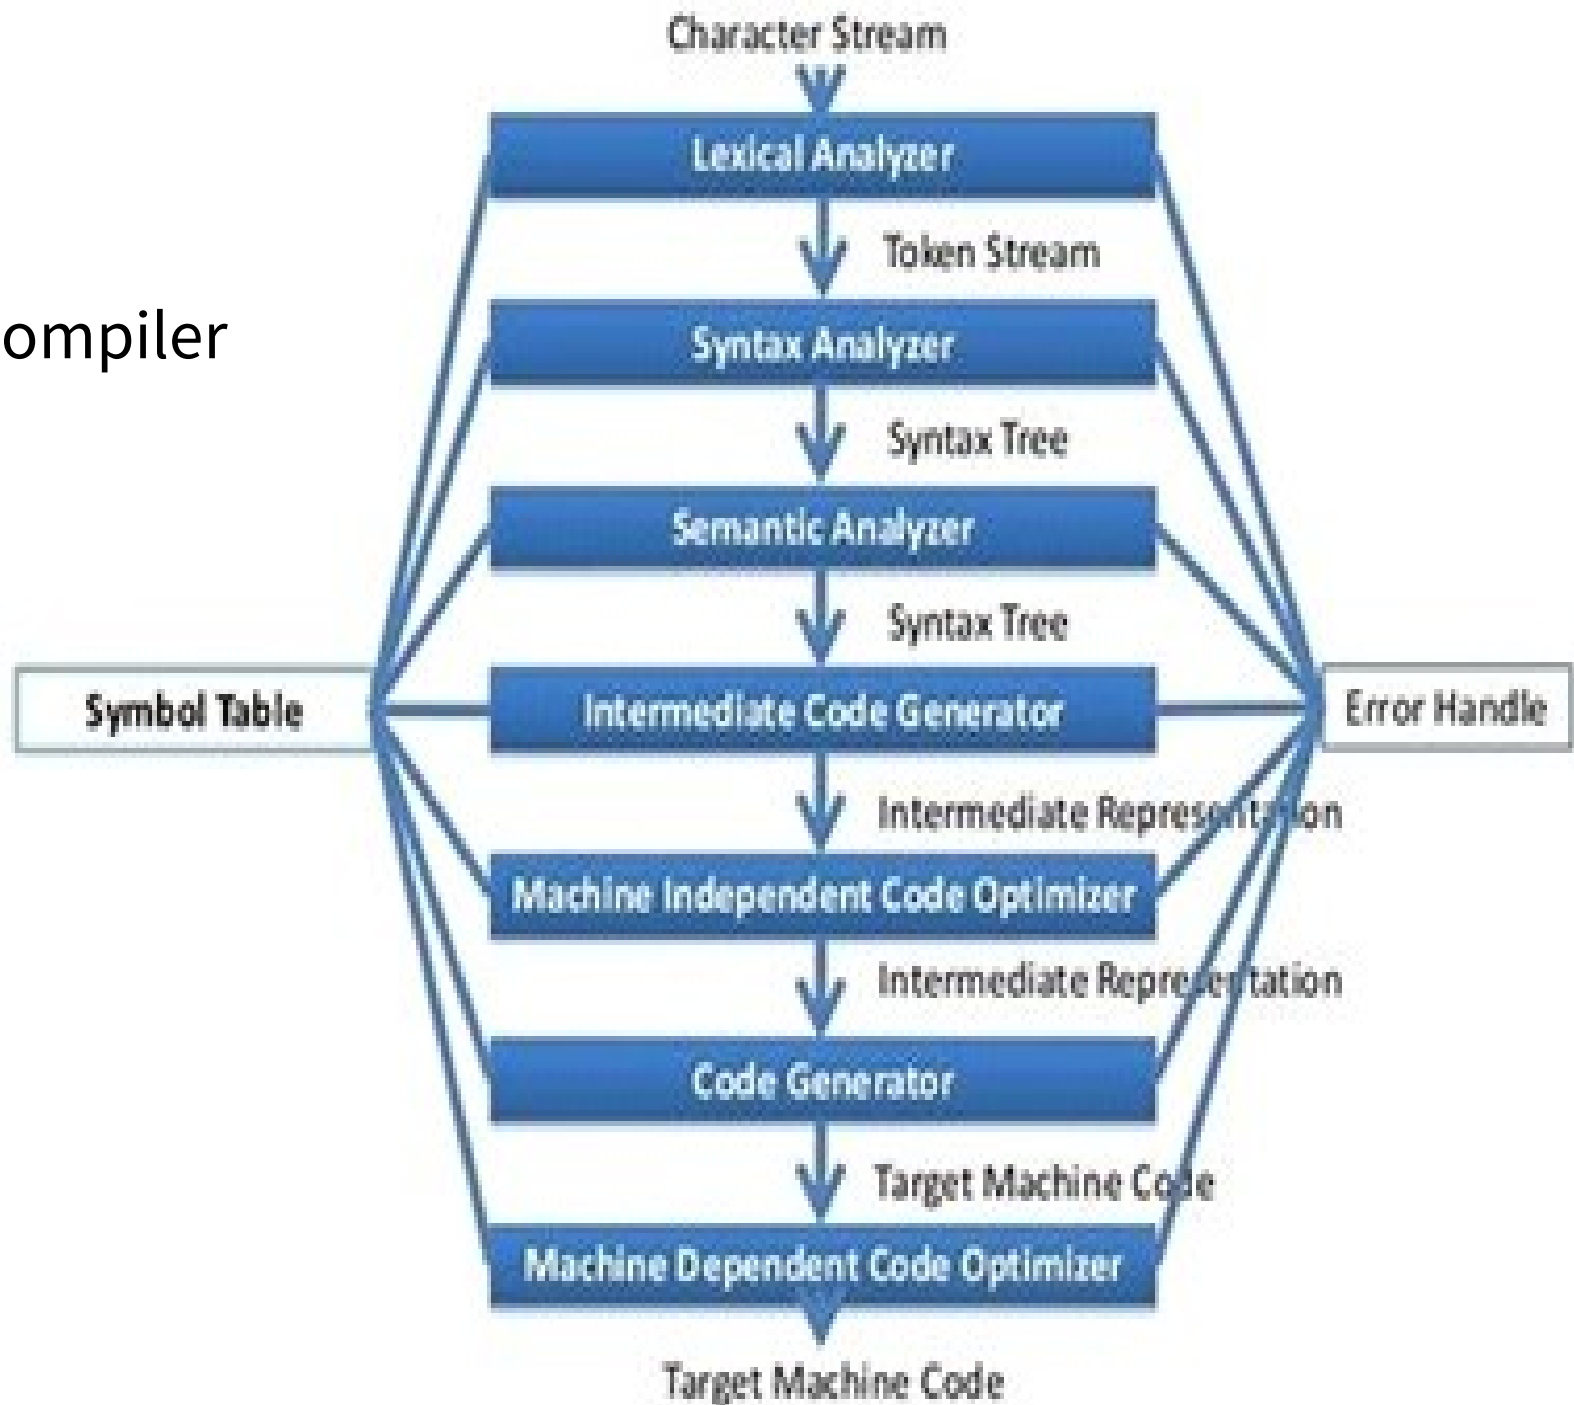 Character Stream
Lexical Analyzer
Token Stream
ompiler
Syntax Analyzer
Syntax Tree
Semantic Analyzer
Syntax Tree
Symbol Table
Intermediate Code Generator
Error Handle
Intermediate Representation
Machine Independent Code Optimizer
Intermediate Representation
Code Generator
Target Machine Code
Machine Dependent Code Optimizer
Target Machine Code